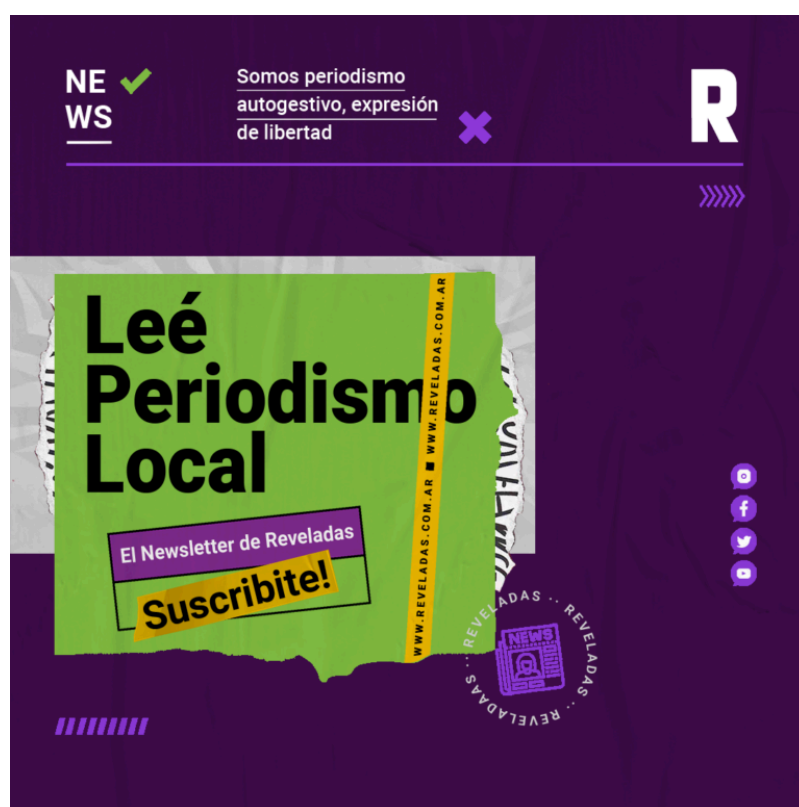 NE
WS
Somos periodismo
autogestivo, expresión
de libertad
R
Leé
Periodismo
Local
WWW.REVELADAS.COM.AR ■ WWW.REVELADAS.COM.AR
El Newsletter de Reveladas
Suscribite!
REVELADAS ·· REVELADAS ·· REVELADAAS ··
NEWS